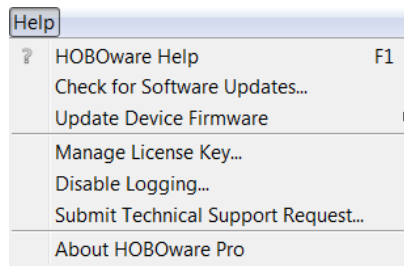 Help
HOBOware Help F1
Check for Software Updates...
Update Device Firmware
Manage License Key...
Disable Logging...
Submit Technical Support Request...
About HOBOware Pro